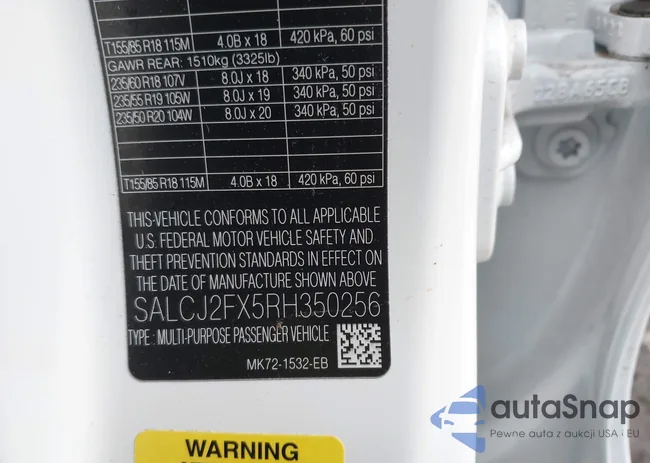 T155/85 R18 115M 4.0B x 18 420 kPa, 60 psi
GAWR REAR: 1510kg (3325lb)
235/60 R18 107V 8.0J x 18 340 kPa, 50 psi
235/55 R19 105W 8.0J x 19 340 kPa, 50 psi
235/50 R20 104W 8.0J x 20 340 kPa, 50 psi
T155/85 R18 115M 4.0B x 18 420 kPa, 60 psi
THIS VEHICLE CONFORMS TO ALL APPLICABLE
U.S. FEDERAL MOTOR VEHICLE SAFETY AND
THEFT PREVENTION STANDARDS IN EFFECT ON
THE DATE OF MANUFACTURE SHOWN ABOVE
SALCJ2FX5RH350256
TYPE : MULTI-PURPOSE PASSENGER VEHICLE
MK72-1532-EB
WARNING
autaSnap
Pewne auta z aukcji USA i EU